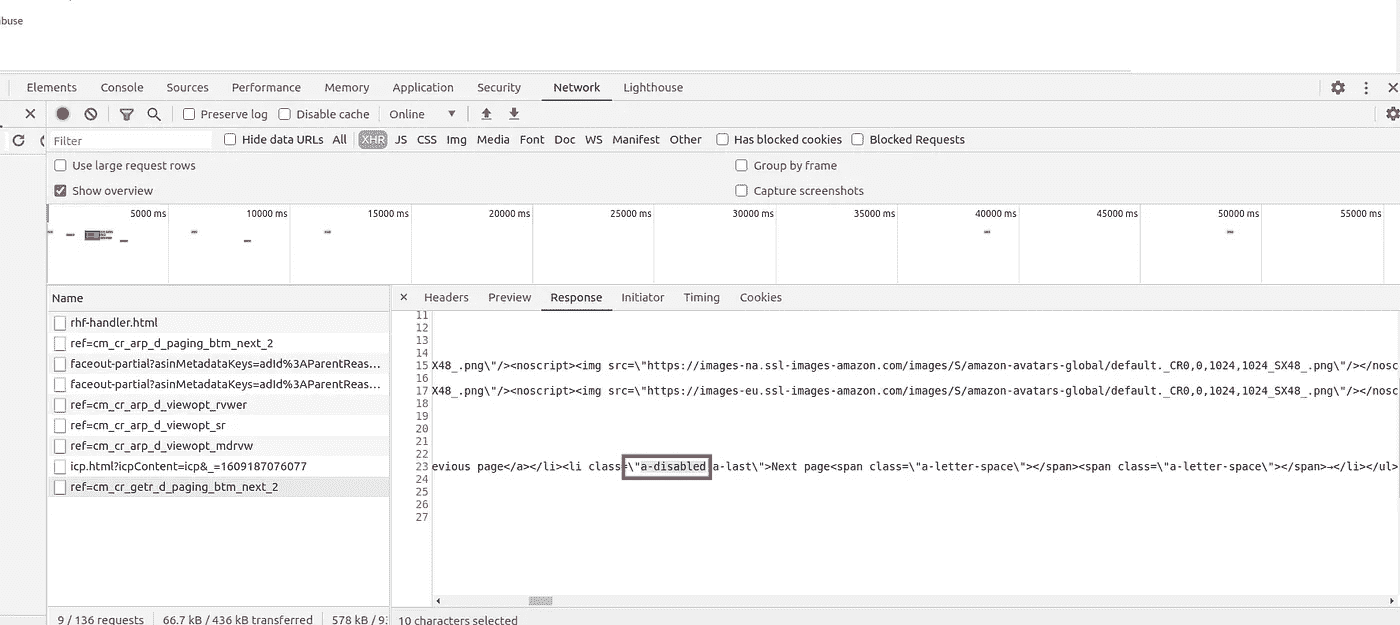 buse
Elements Console Sources Performance Memory Application Security Network Lighthouse
Preserve log Disable cache Online
Filter Hide data URLs All XHR JS CSS Img Media Font Doc WS Manifest Other Has blocked cookies Blocked Requests
Use large request rows Group by frame
Show overview Capture screenshots
5000 ms 10000 ms 15000 ms 20000 ms 25000 ms 30000 ms 35000 ms 40000 ms 45000 ms 50000 ms 55000 ms
Name
rhf-handler.html
ref=cm_cr_arp_d_paging_btm_next_2
faceout-partial?asinMetadataKeys=adId%3AParentReas...
faceout-partial?asinMetadataKeys=adId%3AParentReas...
ref=cm_cr_arp_d_viewopt_rvwer
ref=cm_cr_arp_d_viewopt_sr
ref=cm_cr_arp_d_viewopt_mdrvw
icp.html?icpContent=icp&_=1609187076077
ref=cm_cr_getr_d_paging_btm_next_2
9 / 136 requests 66.7 kB / 436 kB transferred 578 kB / 93
× Headers Preview Response Initiator Timing Cookies
11
12
13
14
15 X48_.png\"/><noscript><img src=\"https://images-na.ssl-images-amazon.com/images/S/amazon-avatars-global/default._CR0,0,1024,1024_SX48_.png\"/></nosc
16
17 X48_.png\"/><noscript><img src=\"https://images-eu.ssl-images-amazon.com/images/S/amazon-avatars-global/default._CR0,0,1024,1024_SX48_.png\"/></nosc
18
19
20
21
22
23 evious page</a></li><li class=\"a-disabled a-last\">Next page<span class=\"a-letter-space\"></span><span class=\"a-letter-space\"></span>→</li></ul>
24
25
26
27
10 characters selected